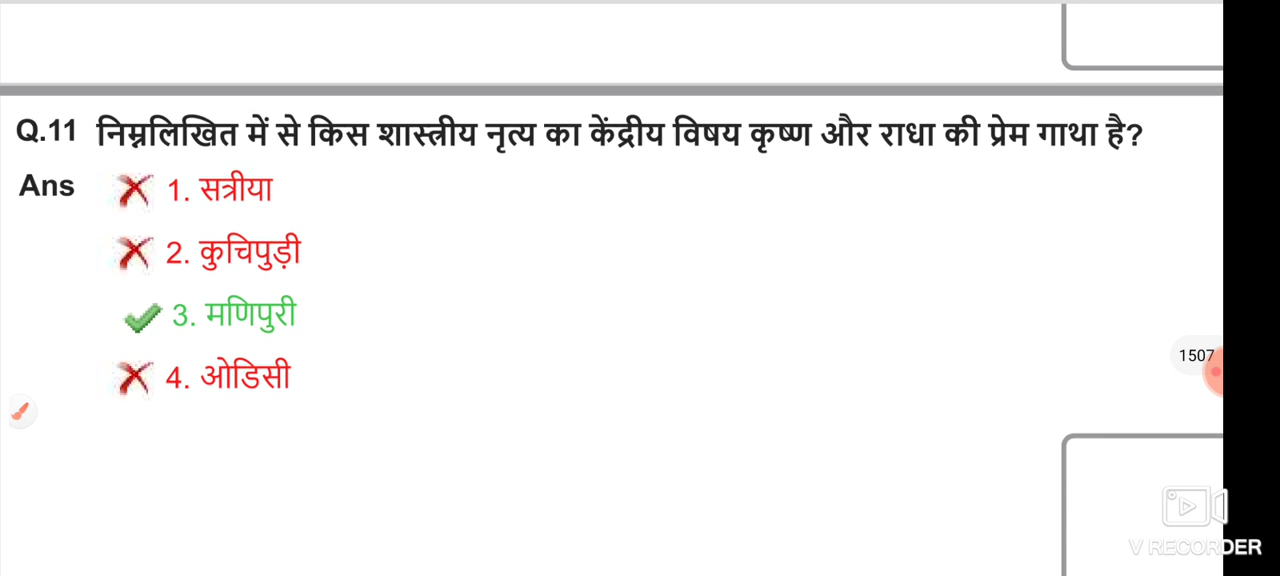 Q.11 निम्नलिखित में से किस शास्त्रीय नृत्य का केंद्रीय विषय कृष्ण और राधा की प्रेम गाथा है?
Ans 1. सत्रीया
2. कुचिपुड़ी
3. मणिपुरी
1507
4. ओडिसी
V RECORDER